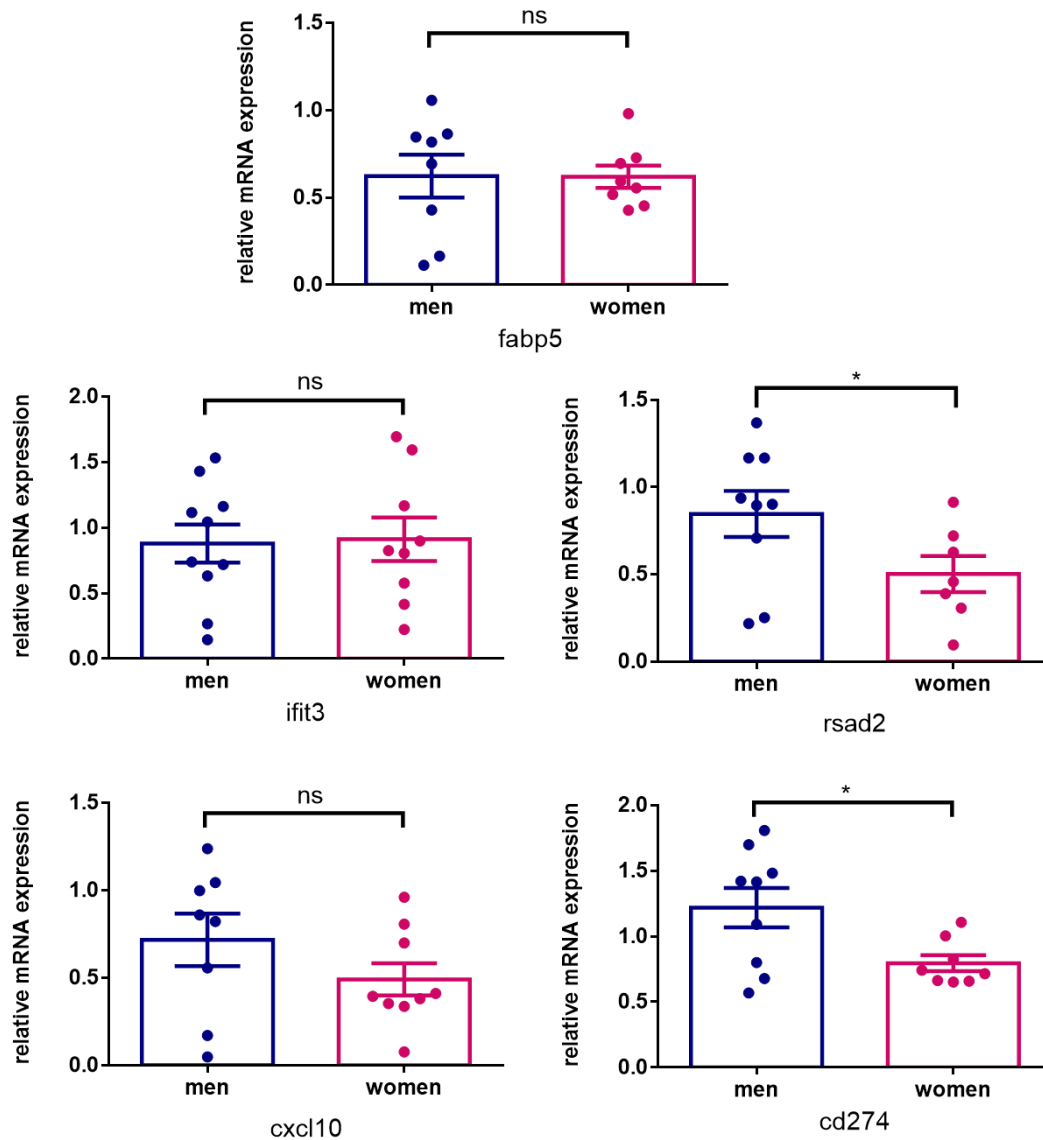 relative mRNA expression
1.5
1.0
0.5
0.0
ns
men
women
fabp5
relative mRNA expression
2.0
1.5
1.0
0.5
0.0
ns
men
women
ifit3
relative mRNA expression
1.5
1.0
0.5
0.0
*
men
women
rsad2
relative mRNA expression
1.5
1.0
0.5
0.0
ns
men
women
cxcl10
relative mRNA expression
2.0
1.5
1.0
0.5
0.0
*
men
women
cd274